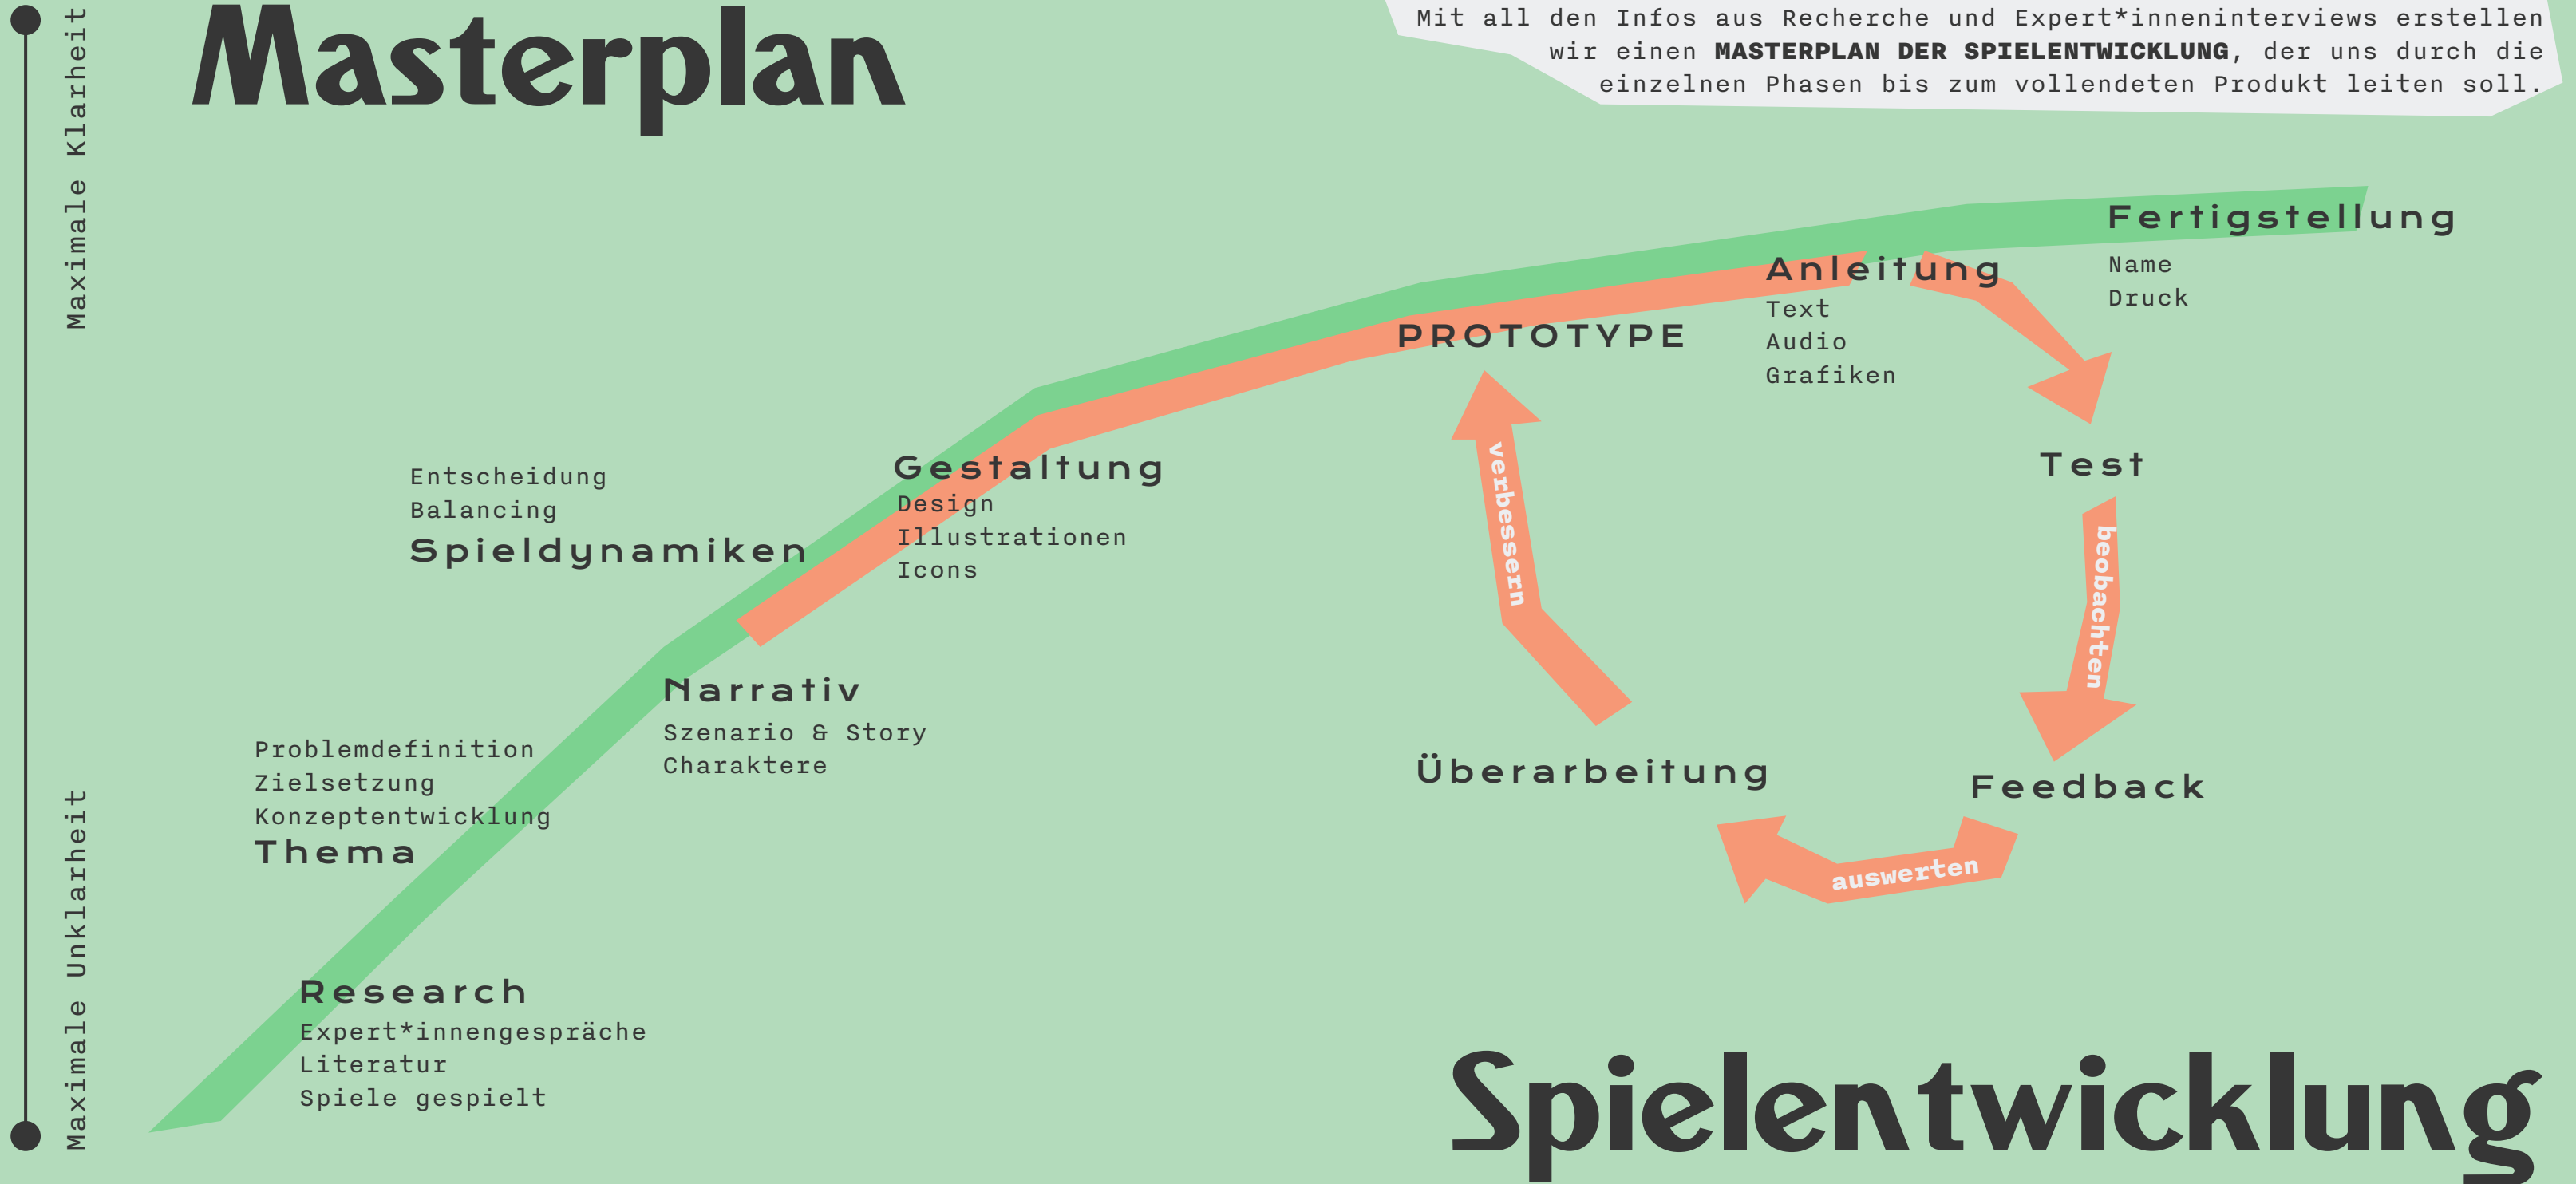 Maximale Klarheit
Masterplan
Mit all den Infos aus Recherche und Expert*inneninterviews erstellen
wir einen MASTERPLAN DER SPIELENTWICKLUNG, der uns durch die
einzelnen Phasen bis zum vollendeten Produkt leiten soll.
Fertigstellung
Name
Druck
Anleitung
Text
Audio
Grafiken
PROTOTYPE
Test
beobachten
Feedback
auswerten
Überarbeitung
verbessern
Gestaltung
Design
Illustrationen
Icons
Entscheidung
Balancing
Spieldynamiken
Narrativ
Szenario & Story
Charaktere
Problemdefinition
Zielsetzung
Konzeptentwicklung
Thema
Research
Expert*innengespräche
Literatur
Spiele gespielt
Maximale Unklarheit
Spielentwicklung